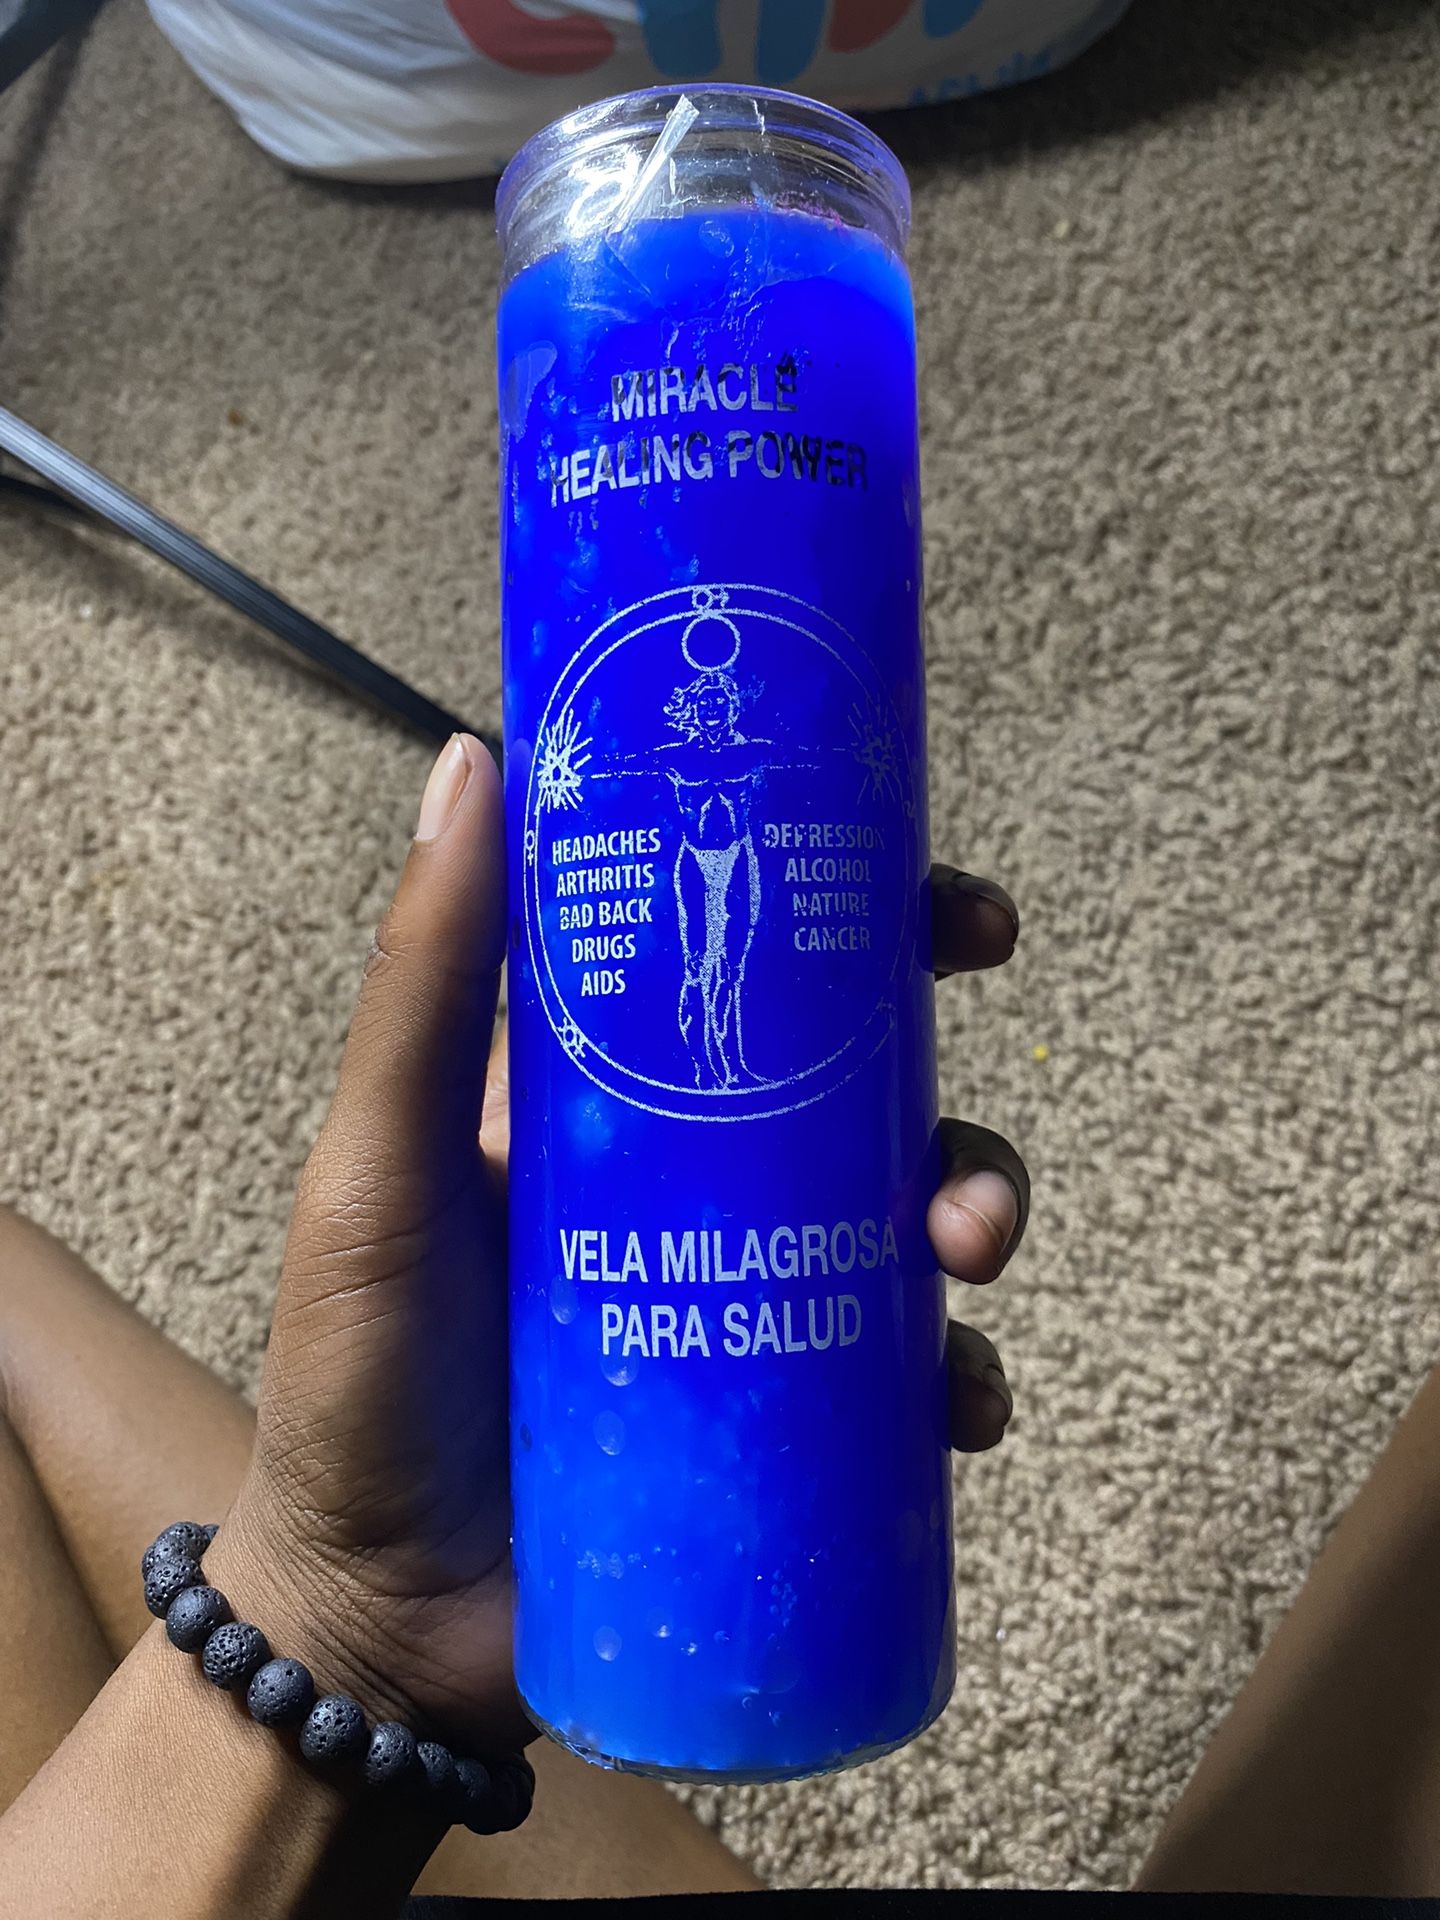 MIRACLE
HEALING POWER
HEADACHES
ARTHRITIS
BAD BACK
DRUGS
AIDS
DEPRESSION
ALCOHOL
NATURE
CANCER
VELA MILAGROSA
PARA SALUD